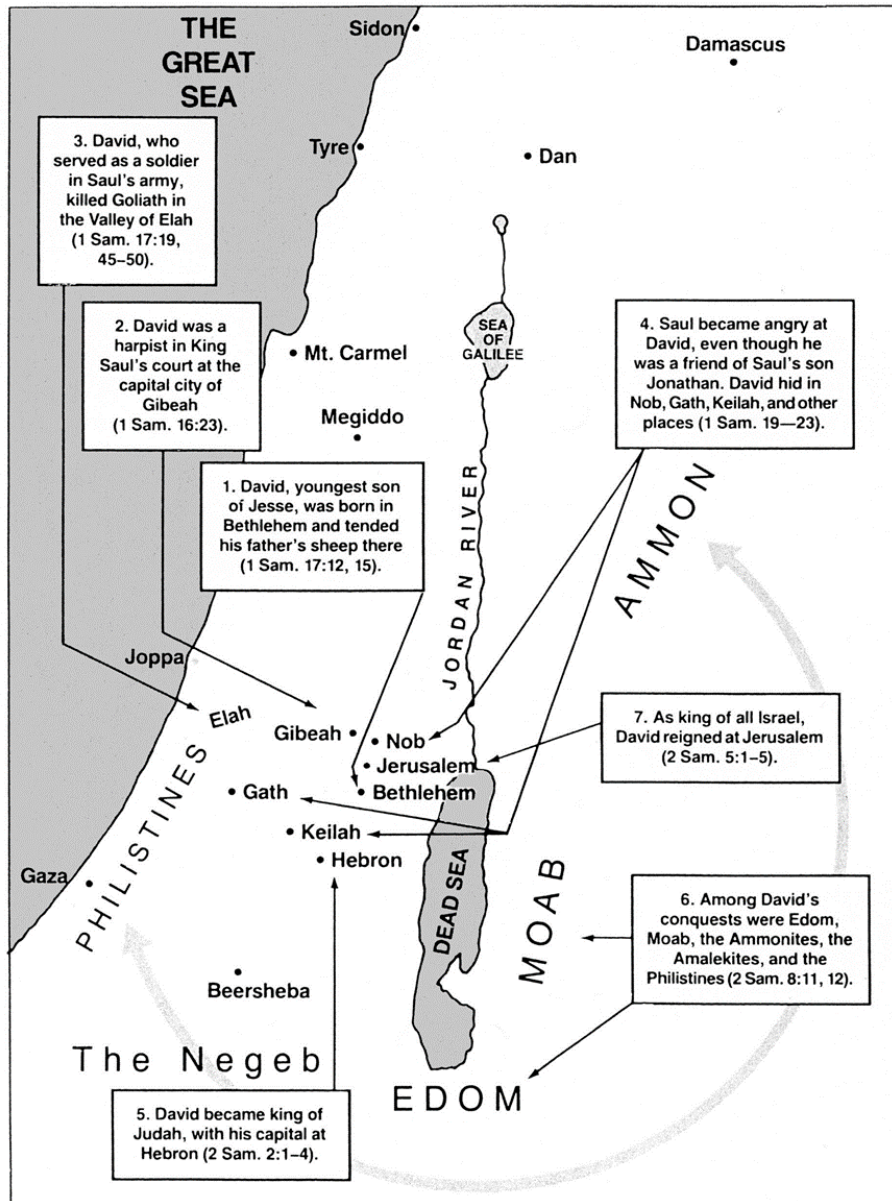 THE
GREAT
SEA
Sidon
Damascus
Tyre
Dan
3. David, who
served as a soldier
in Saul's army,
killed Goliath in
the Valley of Elah
(1 Sam. 17:19,
45–50).
2. David was a
harpist in King
Saul's court at the
capital city of
Gibeah
(1 Sam. 16:23).
Mt. Carmel
SEA
OF
GALILEE
4. Saul became angry at
David, even though he
was a friend of Saul's son
Jonathan. David hid in
Nob, Gath, Keilah, and other
places (1 Sam. 19—23).
Megiddo
1. David, youngest son
of Jesse, was born in
Bethlehem and tended
his father's sheep there
(1 Sam. 17:12, 15).
JORDAN RIVER
AMMON
Joppa
Elah
Gibeah
Nob
Jerusalem
Bethlehem
7. As king of all Israel,
David reigned at Jerusalem
(2 Sam. 5:1–5).
PHILISTINES
Gath
Keilah
Hebron
Gaza
DEAD SEA
MOAB
6. Among David's
conquests were Edom,
Moab, the Ammonites, the
Amalekites, and the
Philistines (2 Sam. 8:11, 12).
Beersheba
The Negeb
EDOM
5. David became king of
Judah, with his capital at
Hebron (2 Sam. 2:1–4).